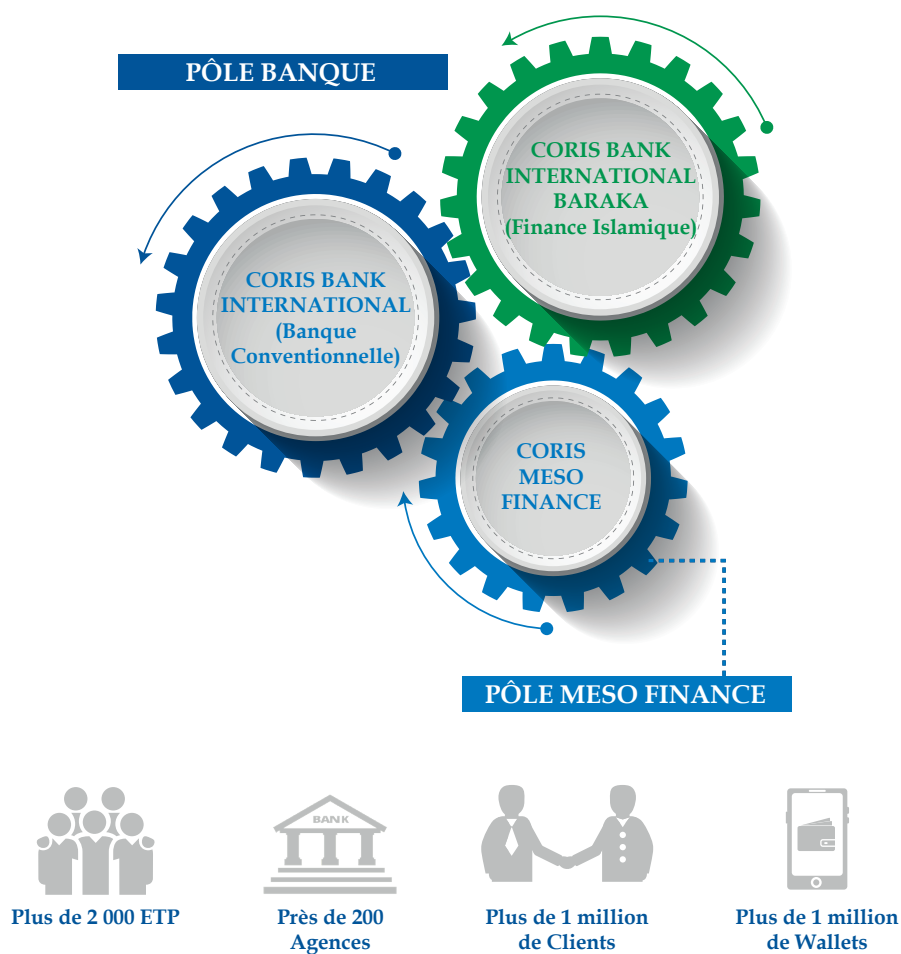 PÔLE BANQUE
CORIS BANK
INTERNATIONAL
BARAKA
(Finance Islamique)
CORIS BANK
INTERNATIONAL
(Banque
Conventionnelle)
CORIS
MESO
FINANCE
PÔLE MESO FINANCE
BANK
Plus de 2 000 ETP
Près de 200
Agences
Plus de 1 million
de Clients
Plus de 1 million
de Wallets